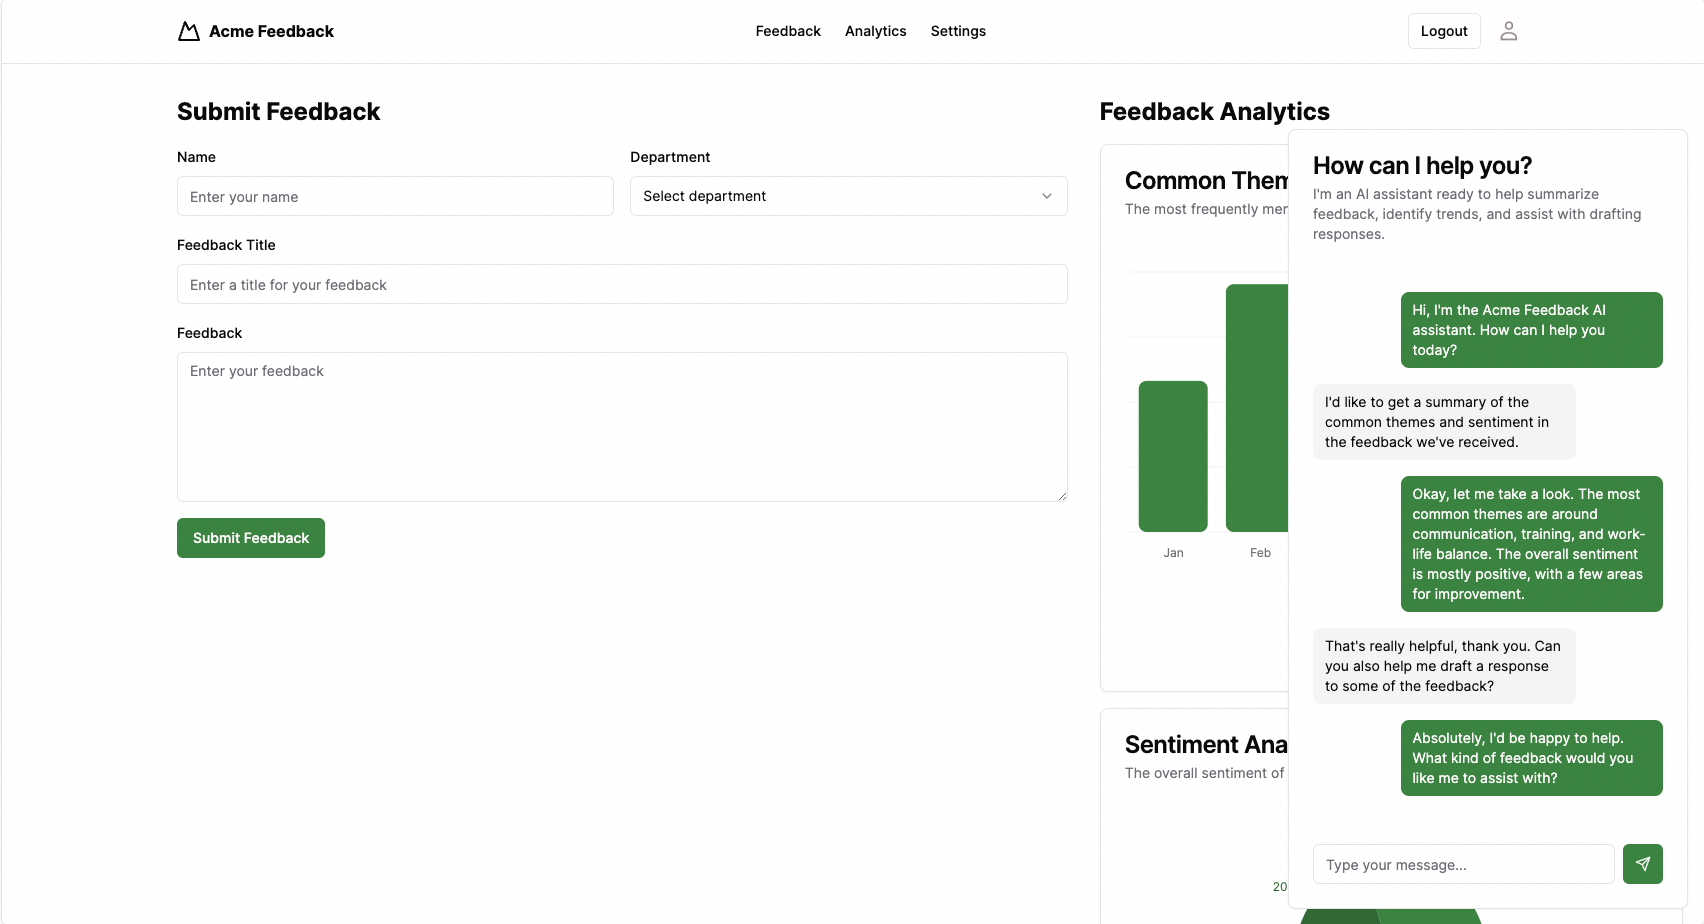 Acme Feedback
Feedback
Analytics
Settings
Logout
Submit Feedback
Name
Enter your name
Department
Select department
Feedback Title
Enter a title for your feedback
Feedback
Enter your feedback
Submit Feedback
Feedback Analytics
Common Them
The most frequently mer
Jan
Feb
Sentiment Ana
The overall sentiment of
20
How can I help you?
I'm an AI assistant ready to help summarize
feedback, identify trends, and assist with drafting
responses.
Hi, I'm the Acme Feedback AI
assistant. How can I help you
today?
I'd like to get a summary of the
common themes and sentiment in
the feedback we've received.
Okay, let me take a look. The most
common themes are around
communication, training, and work-
life balance. The overall sentiment
is mostly positive, with a few areas
for improvement.
That's really helpful, thank you. Can
you also help me draft a response
to some of the feedback?
Absolutely, I'd be happy to help.
What kind of feedback would you
like me to assist with?
Type your message...